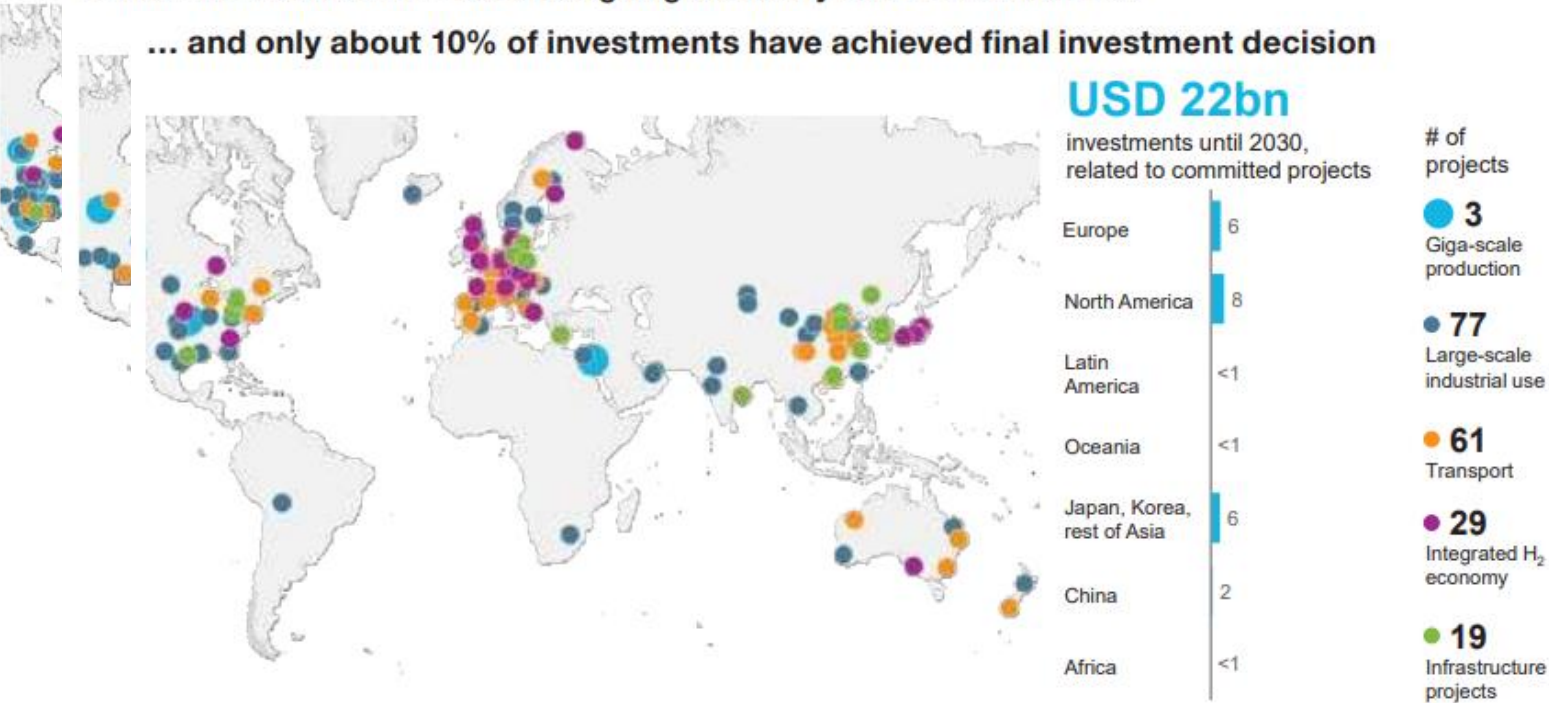 ... and only about 10% of investments have achieved final investment decision
USD 22bn
investments until 2030,
related to committed projects
Europe 6
North America 8
Latin
America <1
Oceania <1
Japan, Korea,
rest of Asia 6
China 2
Africa <1
# of
projects
3
Giga-scale
production
77
Large-scale
industrial use
61
Transport
29
Integrated H2
economy
19
Infrastructure
projects